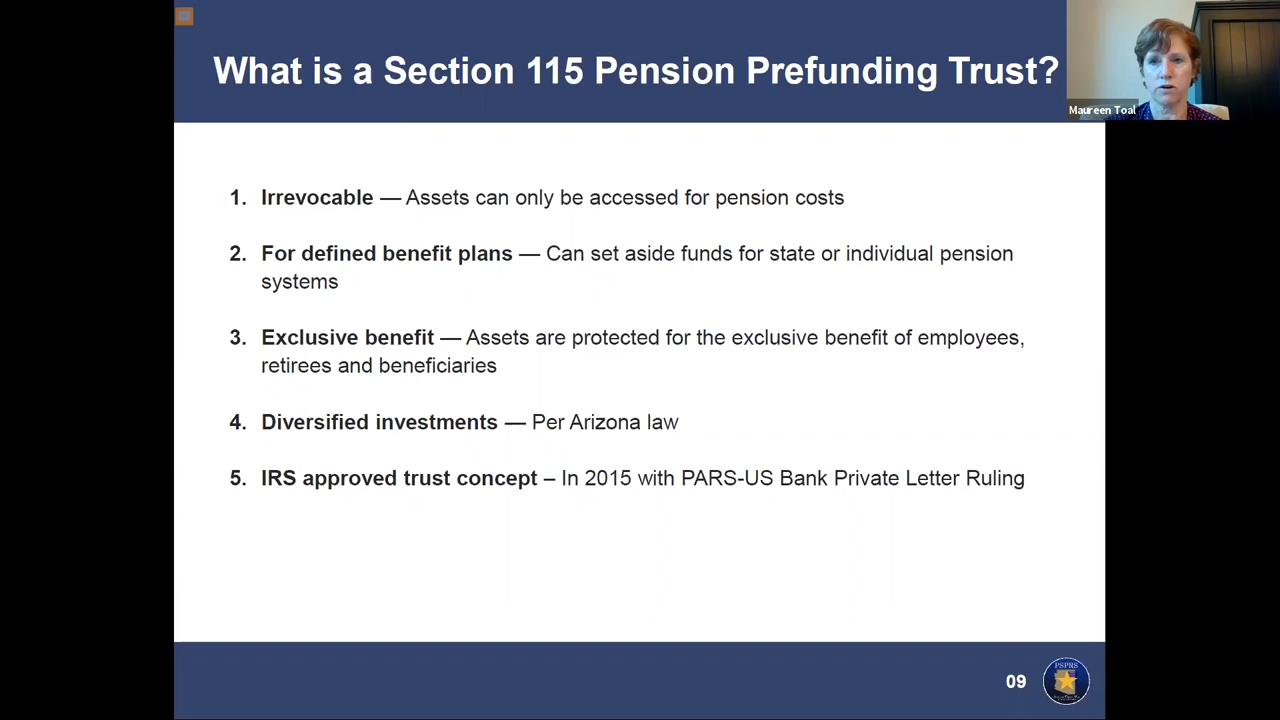 What is a Section 115 Pension Prefunding Trust?
Maureen Toal
1. Irrevocable — Assets can only be accessed for pension costs
2. For defined benefit plans — Can set aside funds for state or individual pension
systems
3. Exclusive benefit — Assets are protected for the exclusive benefit of employees,
retirees and beneficiaries
4. Diversified investments — Per Arizona law
5. IRS approved trust concept – In 2015 with PARS-US Bank Private Letter Ruling
09
PSPRS